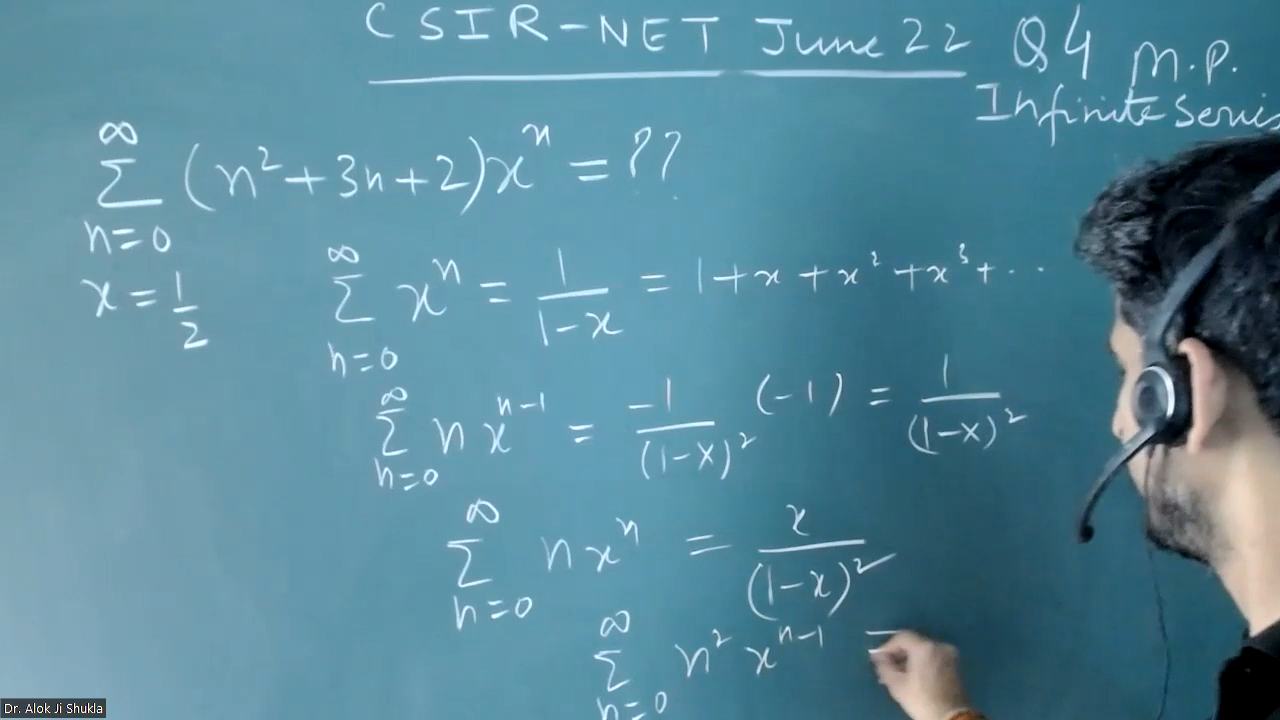 CSIR-NET June 22 Q4 M.P.
Infinite Series
∞
Σ (n²+3n+2)xⁿ = ??
n=0
x = 1/2
∞
Σ xⁿ = 1/(1-x) = 1+x+x²+x³+...
n=0
∞
Σ n xⁿ⁻¹ = -1/(1-x)² (-1) = 1/(1-x)²
n=0
∞
Σ nxⁿ = x/(1-x)²
n=0
∞
Σ n² xⁿ⁻¹ =
n=0
Dr. Alok Ji Shukla